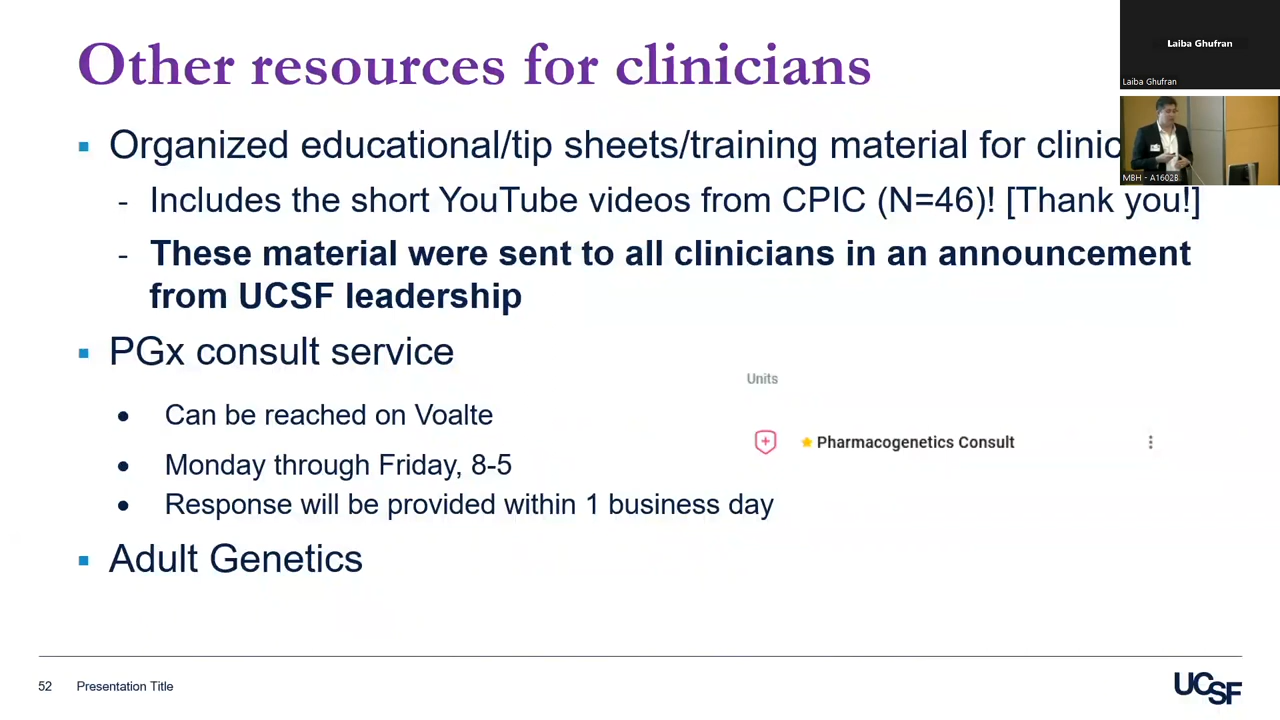 Other resources for clinicians
Laiba Ghufran
Laiba Ghufran
MBH - A1602B
▪ Organized educational/tip sheets/training material for clinic
- Includes the short YouTube videos from CPIC (N=46)! [Thank you!]
- These material were sent to all clinicians in an announcement
from UCSF leadership
▪ PGx consult service
• Can be reached on Voalte
• Monday through Friday, 8-5
• Response will be provided within 1 business day
Units
Pharmacogenetics Consult
▪ Adult Genetics
52 Presentation Title
UCSF